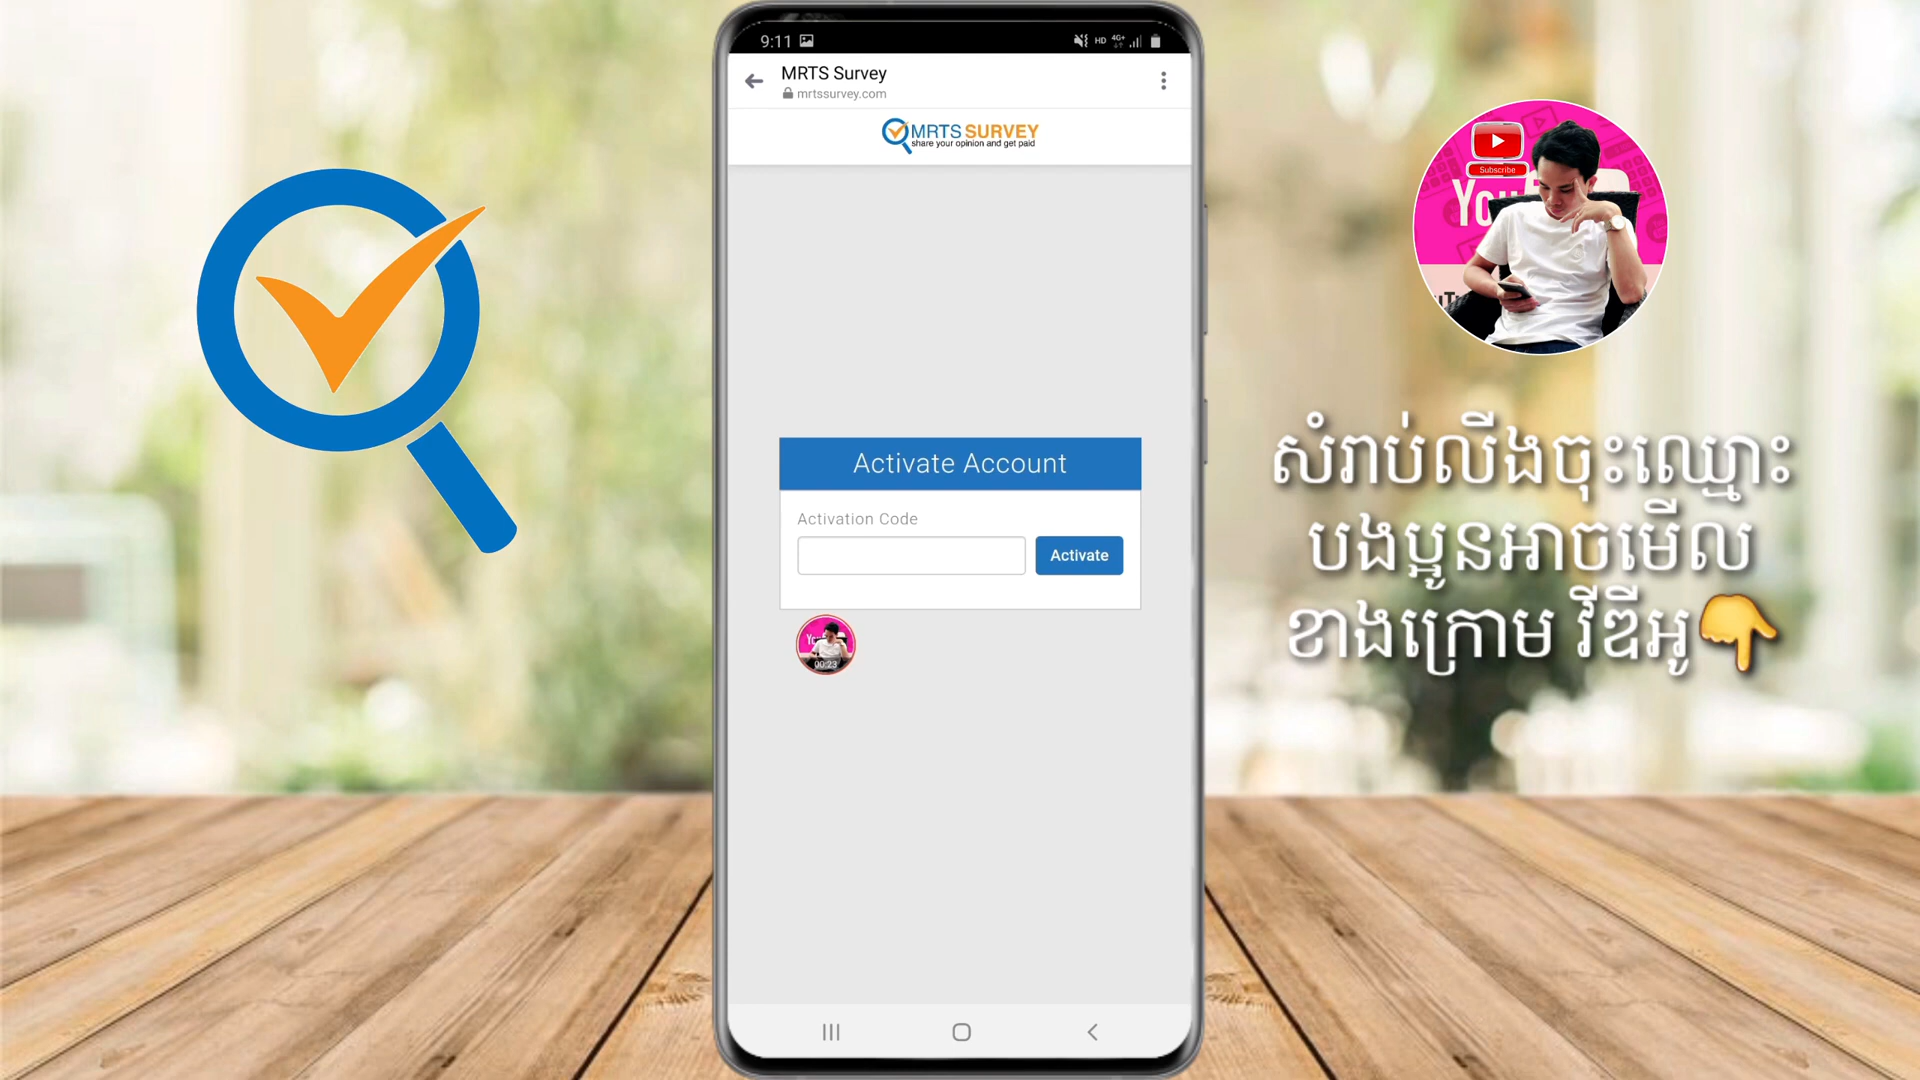 9:11
HD 4G+
MRTS Survey
mrtssurvey.com
MRTS SURVEY
share your opinion and get paid
Activate Account
Activation Code
Activate
00:23
Subscribe
សំរាប់លីងចុះឈ្មោះ
បងប្អូនអាចមើល
ខាងក្រោម វីឌីអូ👇